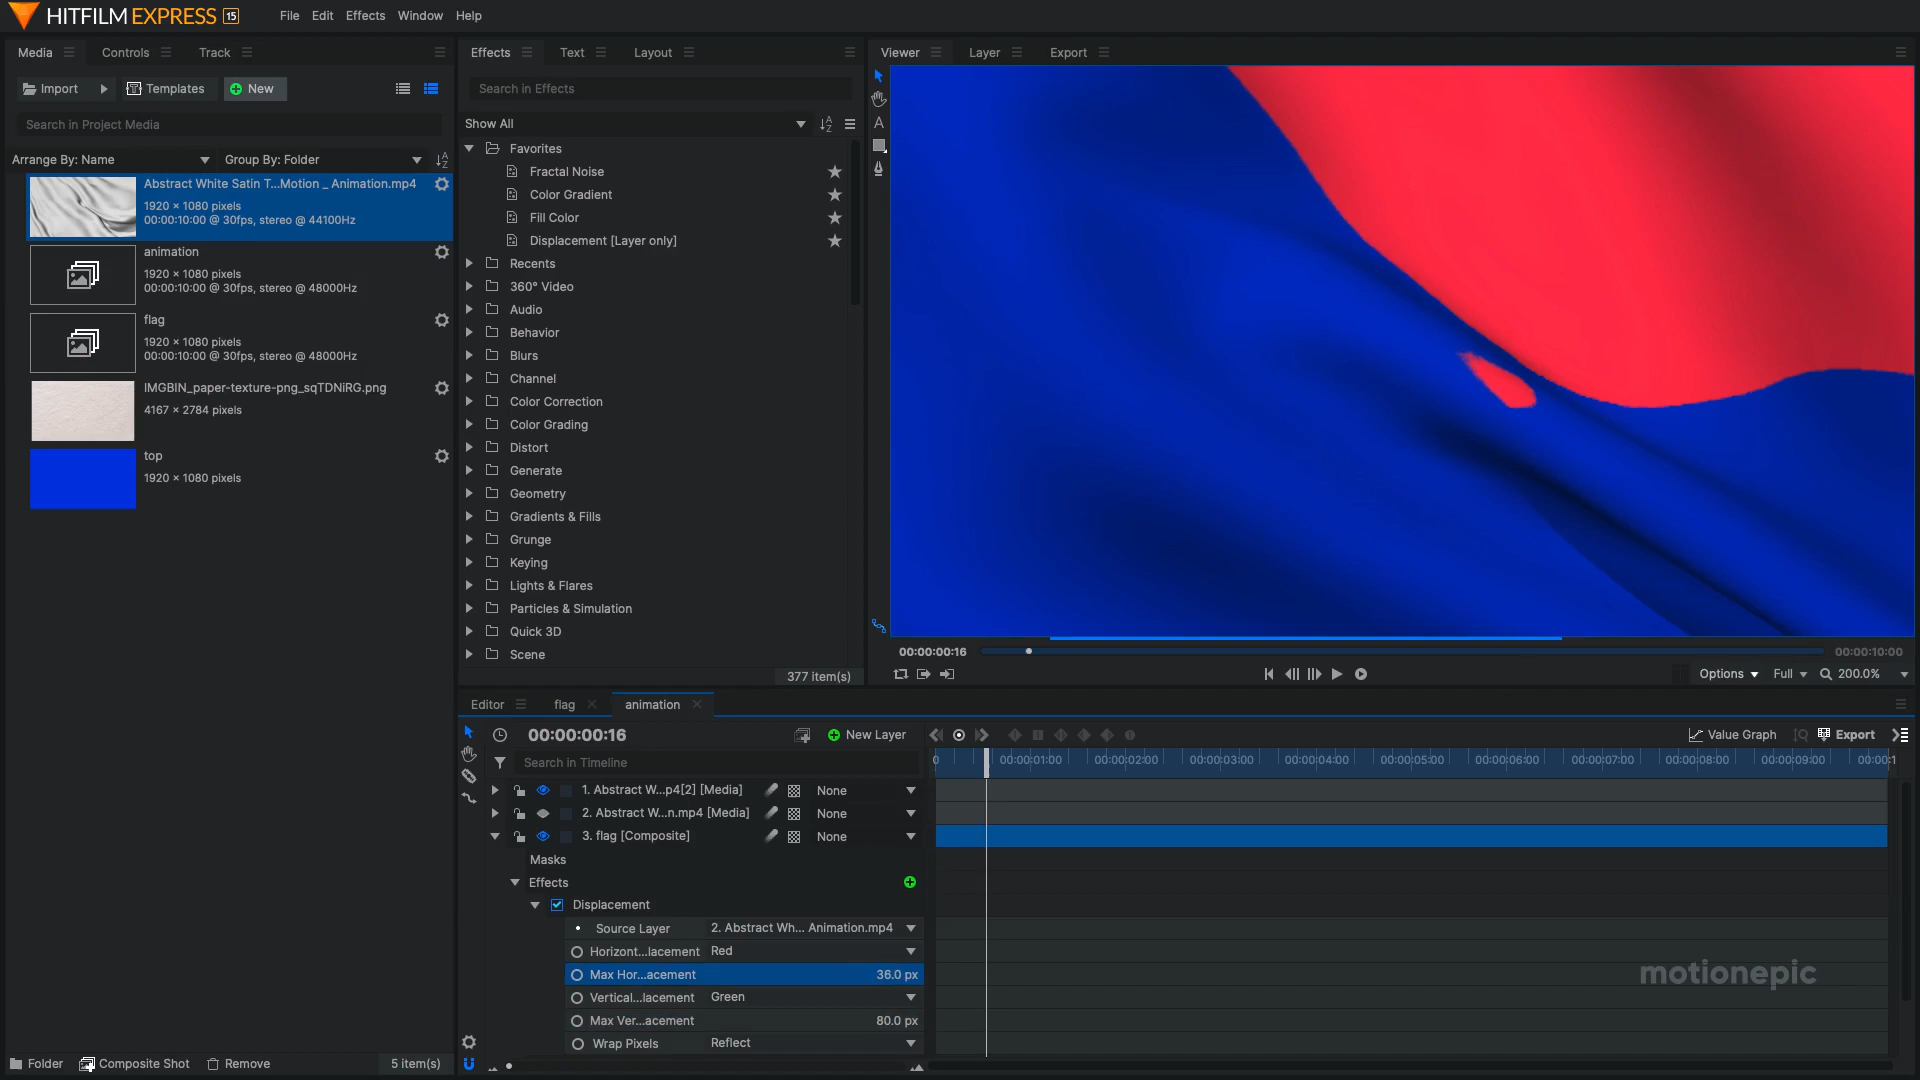 HITFILM EXPRESS 15
File Edit Effects Window Help
Media Controls Track
Effects Text Layout
Viewer Layer Export
Import Templates New
Search in Effects
Search in Project Media
Show All
Arrange By: Name Group By: Folder
Abstract White Satin T...Motion _ Animation.mp4
1920 × 1080 pixels
00:00:10:00 @ 30fps, stereo @ 44100Hz
animation
1920 × 1080 pixels
00:00:10:00 @ 30fps, stereo @ 48000Hz
flag
1920 × 1080 pixels
00:00:10:00 @ 30fps, stereo @ 48000Hz
IMGBIN_paper-texture-png_sqTDNiRG.png
4167 × 2784 pixels
top
1920 × 1080 pixels
Folder Composite Shot Remove 5 item(s)
Favorites
Fractal Noise
Color Gradient
Fill Color
Displacement [Layer only]
Recents
360° Video
Audio
Behavior
Blurs
Channel
Color Correction
Color Grading
Distort
Generate
Geometry
Gradients & Fills
Grunge
Keying
Lights & Flares
Particles & Simulation
Quick 3D
Scene
377 item(s)
A
00:00:00:16 00:00:10:00
Options Full 200.0%
Editor flag animation
00:00:00:16 New Layer Value Graph Export
Search in Timeline
0 00:00:01:00 00:00:02:00 00:00:03:00 00:00:04:00 00:00:05:00 00:00:06:00 00:00:07:00 00:00:08:00 00:00:09:00 00:00:1
1. Abstract W...p4[2] [Media] None
2. Abstract W...n.mp4 [Media] None
3. flag [Composite] None
Masks
Effects
Displacement
Source Layer 2. Abstract Wh... Animation.mp4
Horizont...lacement Red
Max Hor...acement 36.0 px
Vertical...lacement Green
Max Ver...acement 80.0 px
Wrap Pixels Reflect
motionepic